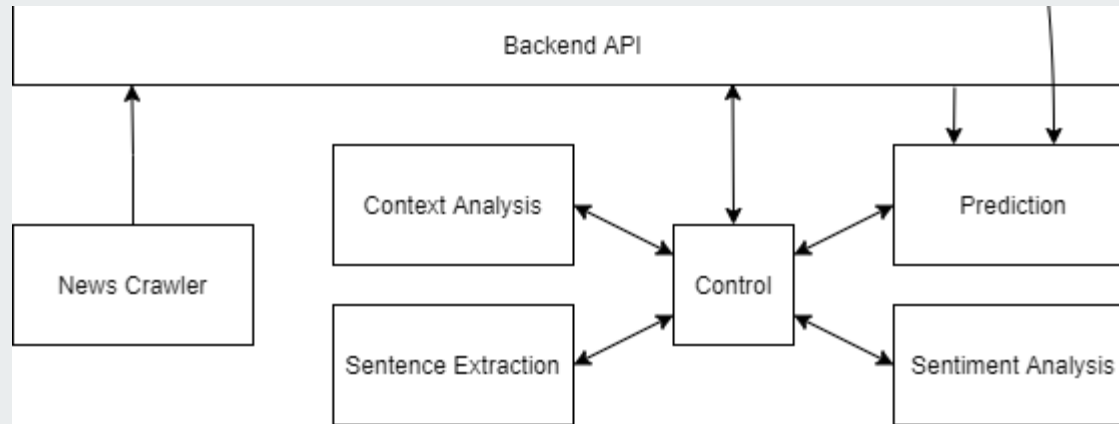 Backend API
Context Analysis
Prediction
News Crawler
Control
Sentence Extraction
Sentiment Analysis